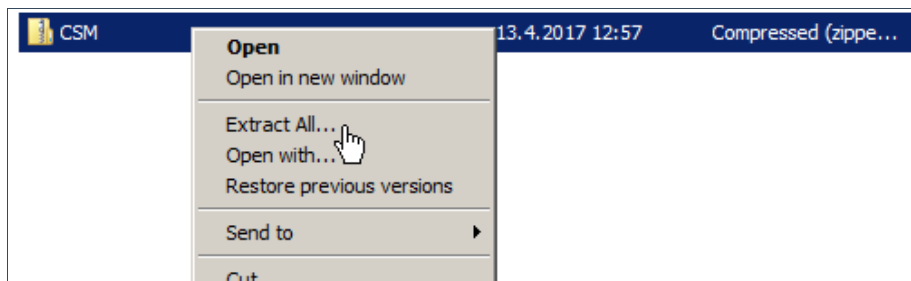 CSM 13.4.2017 12:57 Compressed (zippe...
Open
Open in new window
Extract All...
Open with...
Restore previous versions
Send to
Cut